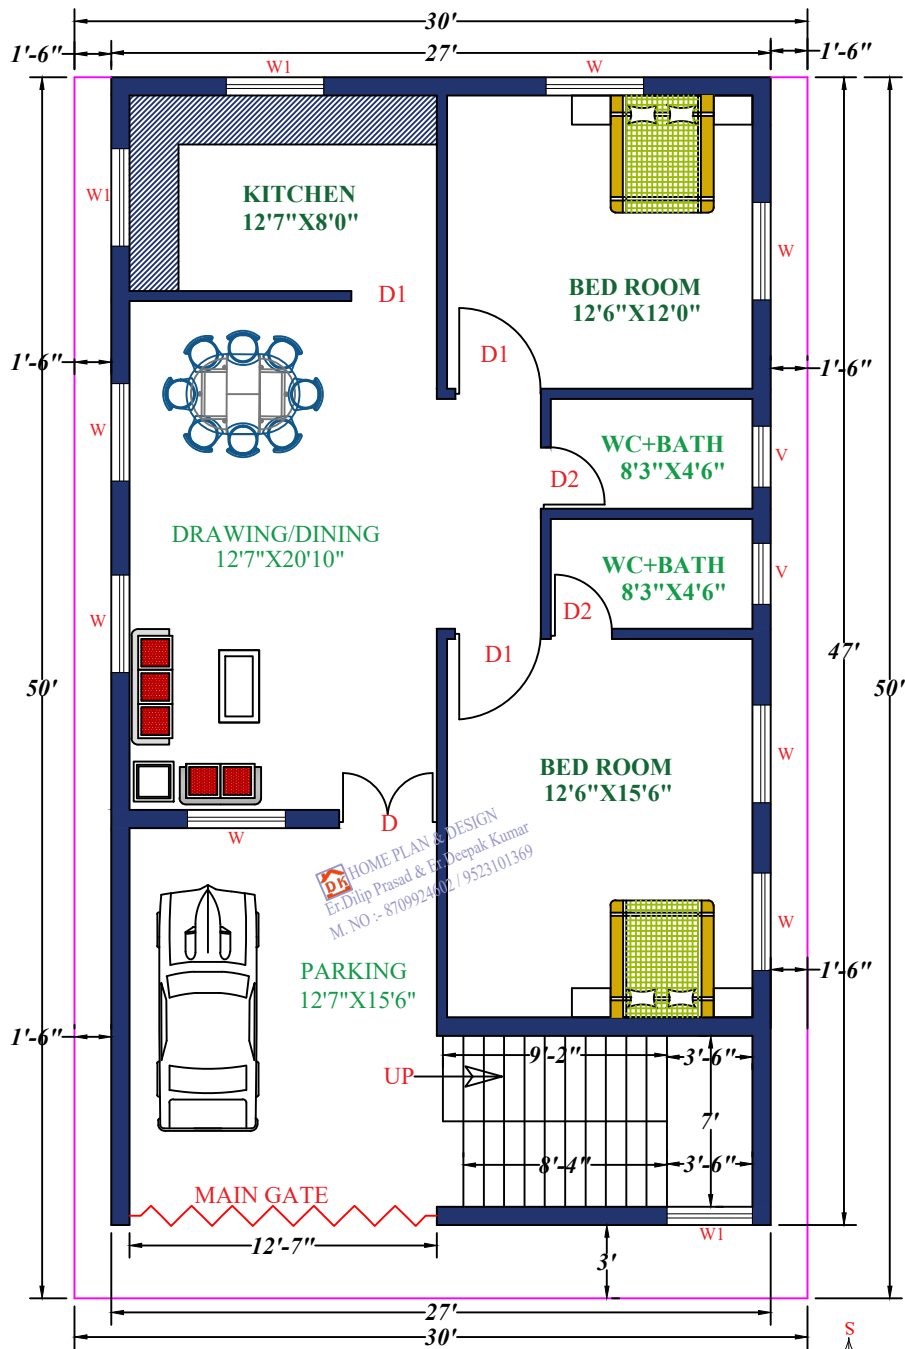 30'
1'-6"
27'
1'-6"
W1
W
KITCHEN
12'7"X8'0"
W1
W
D1
BED ROOM
12'6"X12'0"
1'-6"
D1
1'-6"
W
WC+BATH
8'3"X4'6"
V
D2
DRAWING/DINING
12'7"X20'10"
WC+BATH
8'3"X4'6"
V
W
D2
D1
47'
50'
50'
W
BED ROOM
12'6"X15'6"
W
D
DK
HOME PLAN & DESIGN
Er.Dilip Prasad & Er.Deepak Kumar
M. NO :- 8709924602 / 9523101369
W
PARKING
12'7"X15'6"
1'-6"
1'-6"
9'-2"
3'-6"
UP
7'
8'-4"
3'-6"
MAIN GATE
W1
12'-7"
3'
27'
30'
S